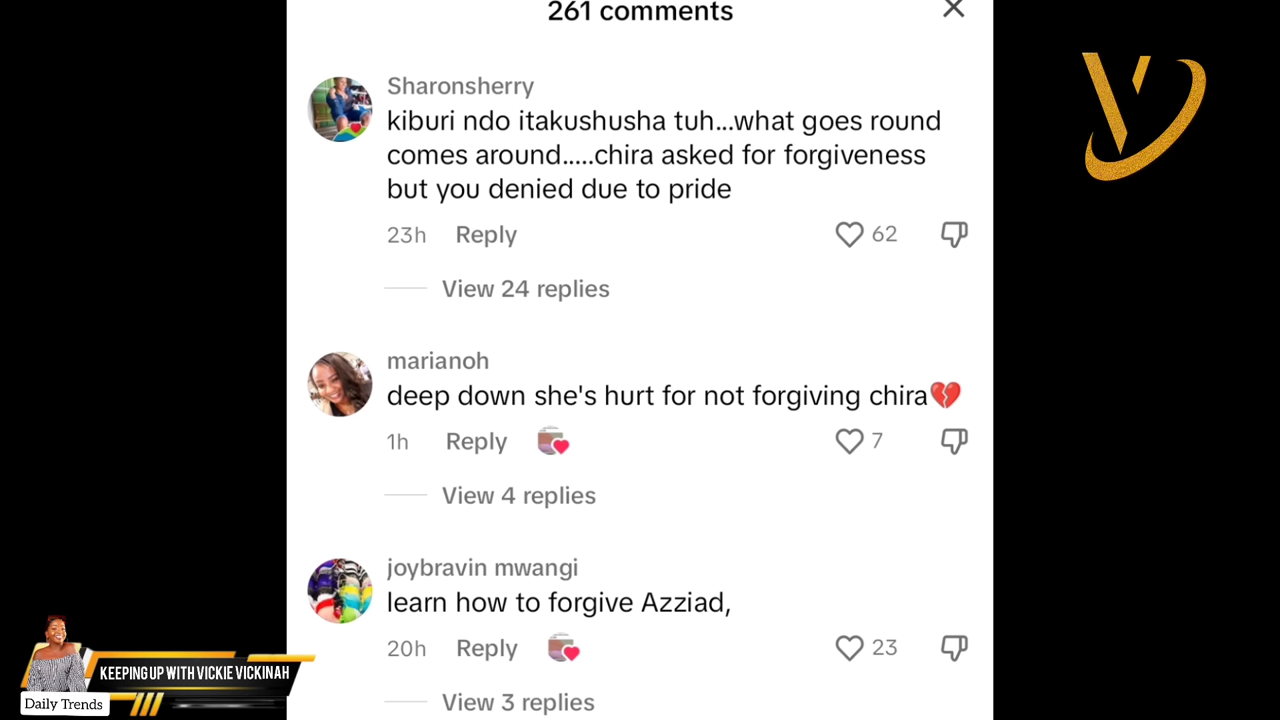 261 comments
Sharonsherry
kiburi ndo itakushusha tuh...what goes round
comes around.....chira asked for forgiveness
but you denied due to pride
23h Reply 62
View 24 replies
marianoh
deep down she's hurt for not forgiving chira💔
1h Reply 7
View 4 replies
joybravin mwangi
learn how to forgive Azziad,
20h Reply 23
View 3 replies
KEEPING UP WITH VICKIE VICKINAH
Daily Trends
V